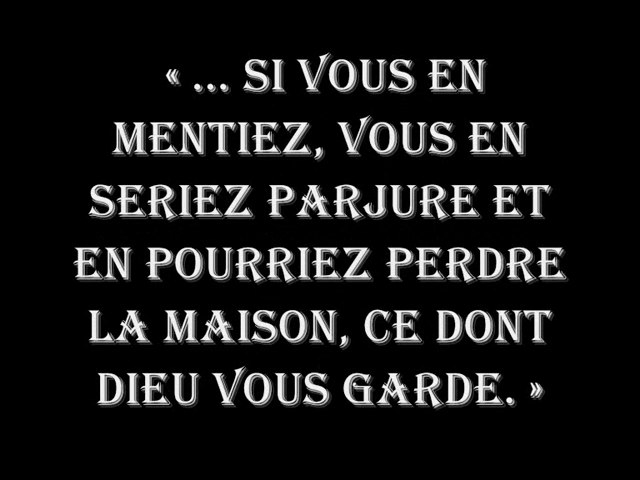 « ... SI VOUS EN
MENTIEZ, VOUS EN
SERIEZ PARJURE ET
EN POURRIEZ PERDRE
LA MAISON, CE DONT
DIEU VOUS GARDE. »